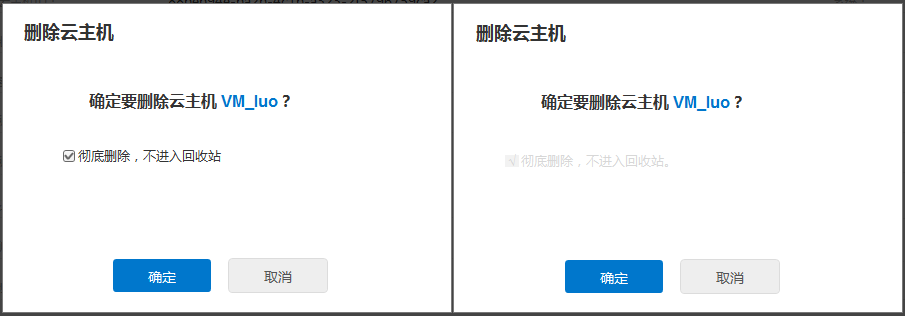 删除云主机
确定要删除云主机 VM_luo？
彻底删除，不进入回收站
确定
取消
删除云主机
确定要删除云主机 VM_luo？
彻底删除，不进入回收站。
确定
取消